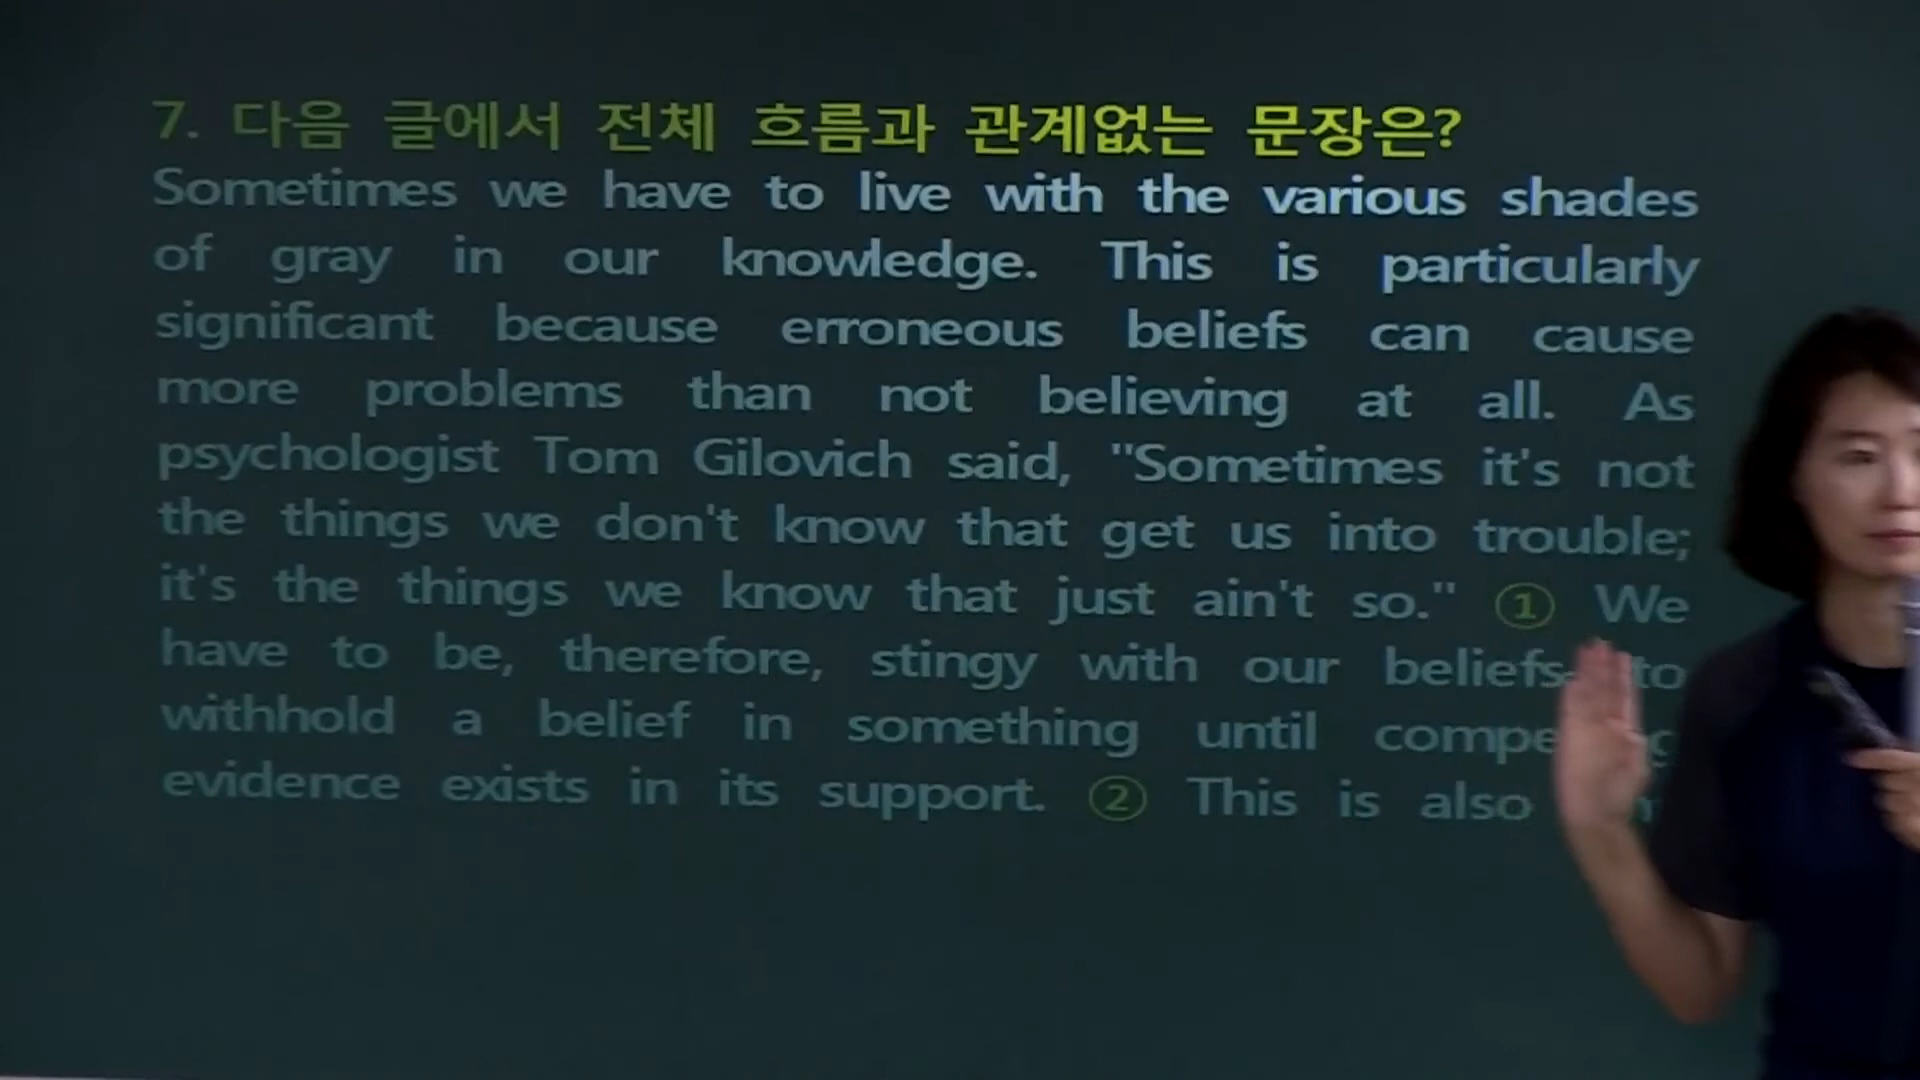 7. 다음 글에서 전체 흐름과 관계없는 문장은?
Sometimes we have to live with the various shades
of gray in our knowledge. This is particularly
significant because erroneous beliefs can cause
more problems than not believing at all. As
psychologist Tom Gilovich said, "Sometimes it's not
the things we don't know that get us into trouble;
it's the things we know that just ain't so." ① We
have to be, therefore, stingy with our beliefs to
withhold a belief in something until
evidence exists in its support. ② This is also